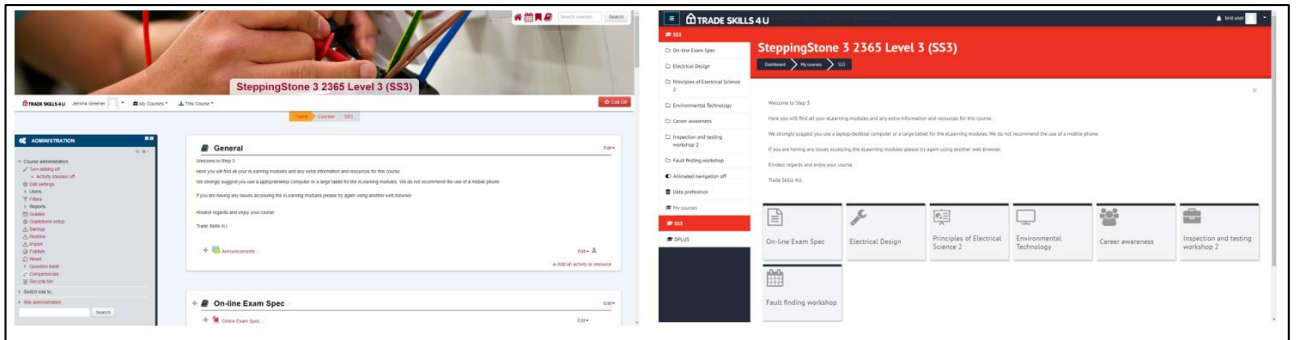 Search courses
Search
SteppingStone 3 2365 Level 3 (SS3)
TRADE SKILLS 4 U
Jemma Greener
My Courses
This Course
Edit Off
Home
Courses
SS3
ADMINISTRATION
Course administration
Turn editing off
Activity chooser off
Edit settings
Users
Filters
Reports
Grades
Gradebook setup
Backup
Restore
Import
Publish
Reset
Question bank
Competencies
Recycle bin
Switch role to...
Site administration
Search
General
Edit
Welcome to Step 3
Here you will find all your eLearning modules and any extra information and resources for this course.
We strongly suggest you use a laptop/desktop computer or a large tablet for the eLearning modules. We do not recommend the use of a mobile phone.
If you are having any issues accessing the eLearning modules please try again using another web browser.
Kindest regards and enjoy your course.
Trade Skills 4U
Announcements
Edit
Add an activity or resource
On-line Exam Spec
Edit
Online Exam Spec
Edit
TRADE SKILLS 4 U
test user
SS3
On-line Exam Spec
Electrical Design
Principles of Electrical Science
2
Environmental Technology
Career awareness
Inspection and testing
workshop 2
Fault finding workshop
Animated navigation off
Data preference
My courses
SS3
DPLUS
SteppingStone 3 2365 Level 3 (SS3)
Dashboard
My courses
SS3
Welcome to Step 3
Here you will find all your eLearning modules and any extra information and resources for this course.
We strongly suggest you use a laptop/desktop computer or a large tablet for the eLearning modules. We do not recommend the use of a mobile phone.
If you are having any issues accessing the eLearning modules please try again using another web browser.
Kindest regards and enjoy your course.
Trade Skills 4U
On-line Exam Spec
Electrical Design
Principles of Electrical
Science 2
Environmental
Technology
Career awareness
Inspection and testing
workshop 2
Fault finding workshop